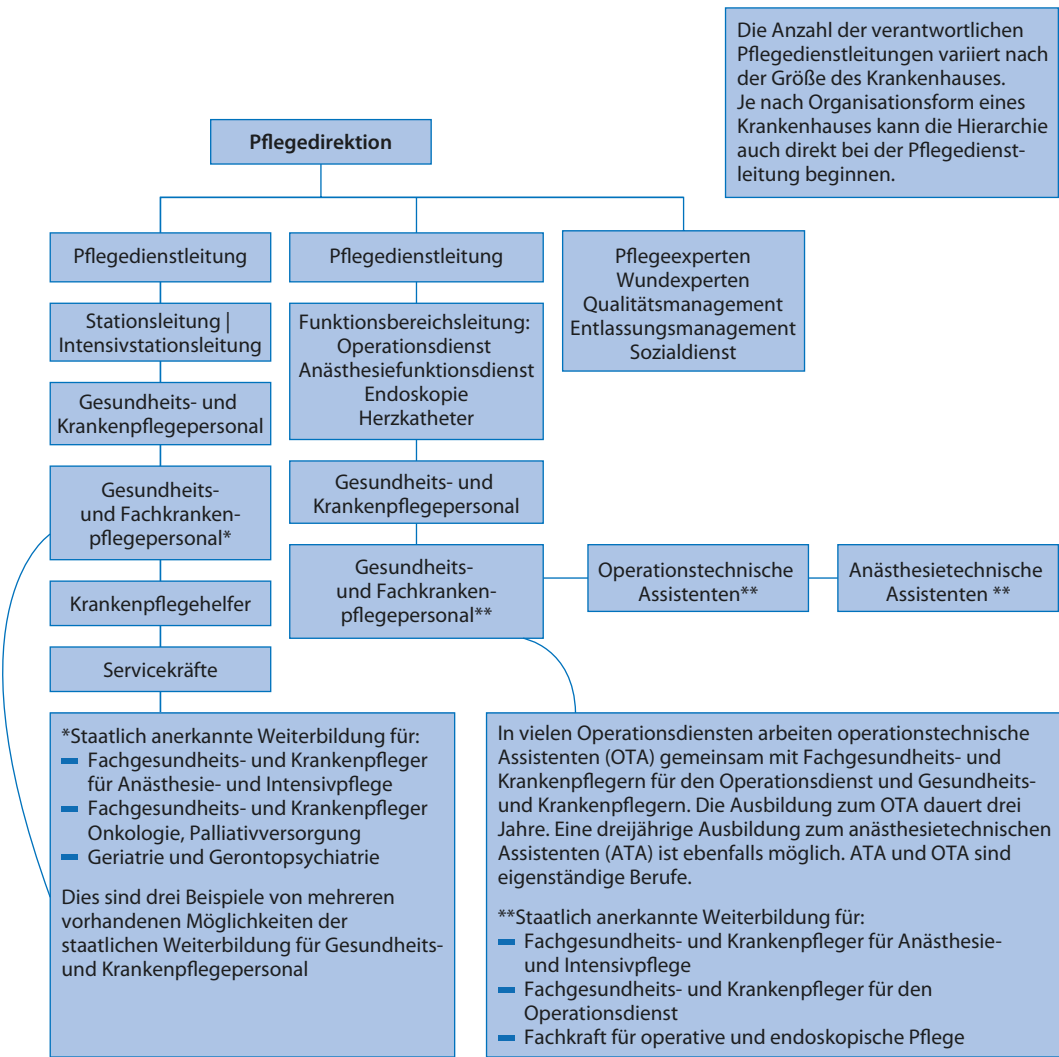 Die Anzahl der verantwortlichen
Pflegedienstleitungen variiert nach
der Größe des Krankenhauses.
Je nach Organisationsform eines
Krankenhauses kann die Hierarchie
auch direkt bei der Pflegedienst-
leitung beginnen.
Pflegedirektion
Pflegedienstleitung
Stationsleitung |
Intensivstationsleitung
Gesundheits- und
Krankenpflegepersonal
Gesundheits-
und Fachkranken-
pflegepersonal*
Krankenpflegehelfer
Servicekräfte
*Staatlich anerkannte Weiterbildung für:
Fachgesundheits- und Krankenpfleger
für Anästhesie- und Intensivpflege
Fachgesundheits- und Krankenpfleger
Onkologie, Palliativversorgung
Geriatrie und Gerontopsychiatrie
Dies sind drei Beispiele von mehreren
vorhandenen Möglichkeiten der
staatlichen Weiterbildung für Gesundheits-
und Krankenpflegepersonal
Pflegedienstleitung
Funktionsbereichsleitung:
Operationsdienst
Anästhesiefunktionsdienst
Endoskopie
Herzkatheter
Gesundheits- und
Krankenpflegepersonal
Gesundheits-
und Fachkranken-
pflegepersonal**
Operationstechnische
Assistenten**
Anästhesietechnische
Assistenten **
In vielen Operationsdiensten arbeiten operationstechnische
Assistenten (OTA) gemeinsam mit Fachgesundheits- und
Krankenpflegern für den Operationsdienst und Gesundheits-
und Krankenpflegern. Die Ausbildung zum OTA dauert drei
Jahre. Eine dreijährige Ausbildung zum anästhesietechnischen
Assistenten (ATA) ist ebenfalls möglich. ATA und OTA sind
eigenständige Berufe.
**Staatlich anerkannte Weiterbildung für:
Fachgesundheits- und Krankenpfleger für Anästhesie-
und Intensivpflege
Fachgesundheits- und Krankenpfleger für den
Operationsdienst
Fachkraft für operative und endoskopische Pflege
Pflegeexperten
Wundexperten
Qualitätsmanagement
Entlassungsmanagement
Sozialdienst